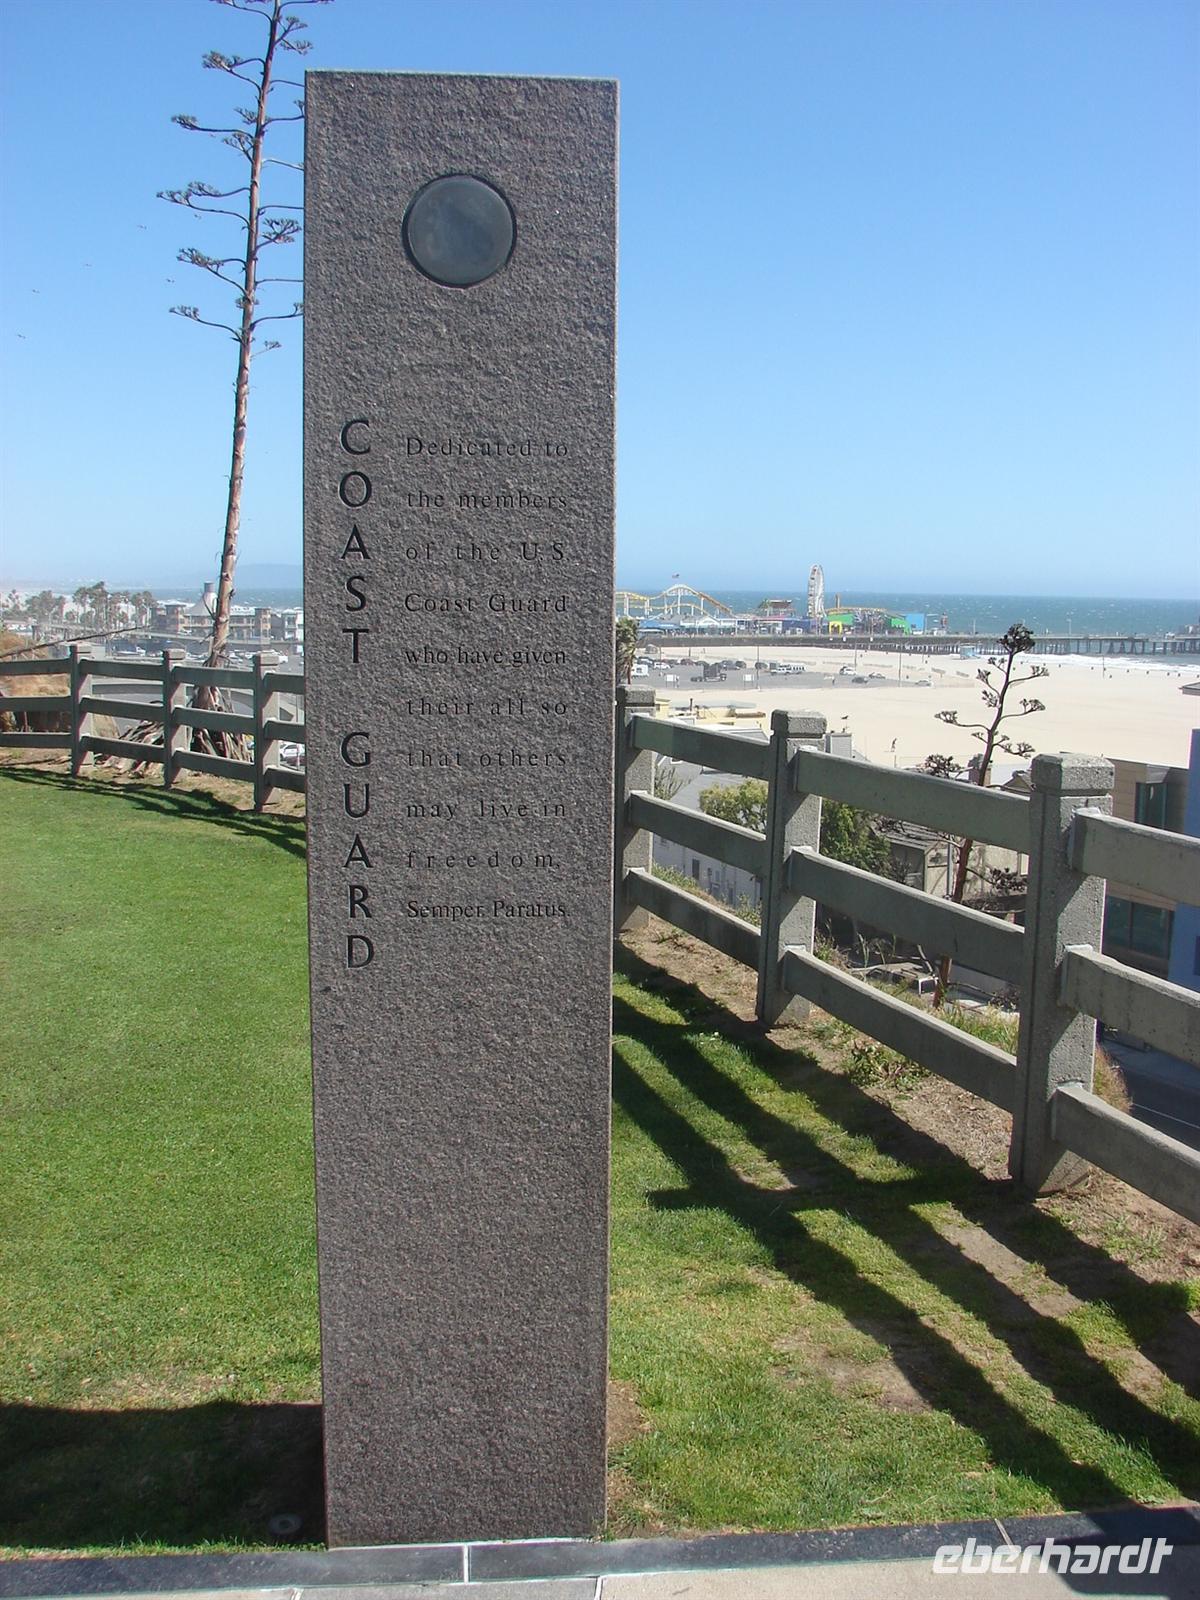 COAST GUARD
Dedicated to
the members
of the U.S.
Coast Guard
who have given
their all so
that others
may live in
freedom.
Semper Paratus.
eberhardt